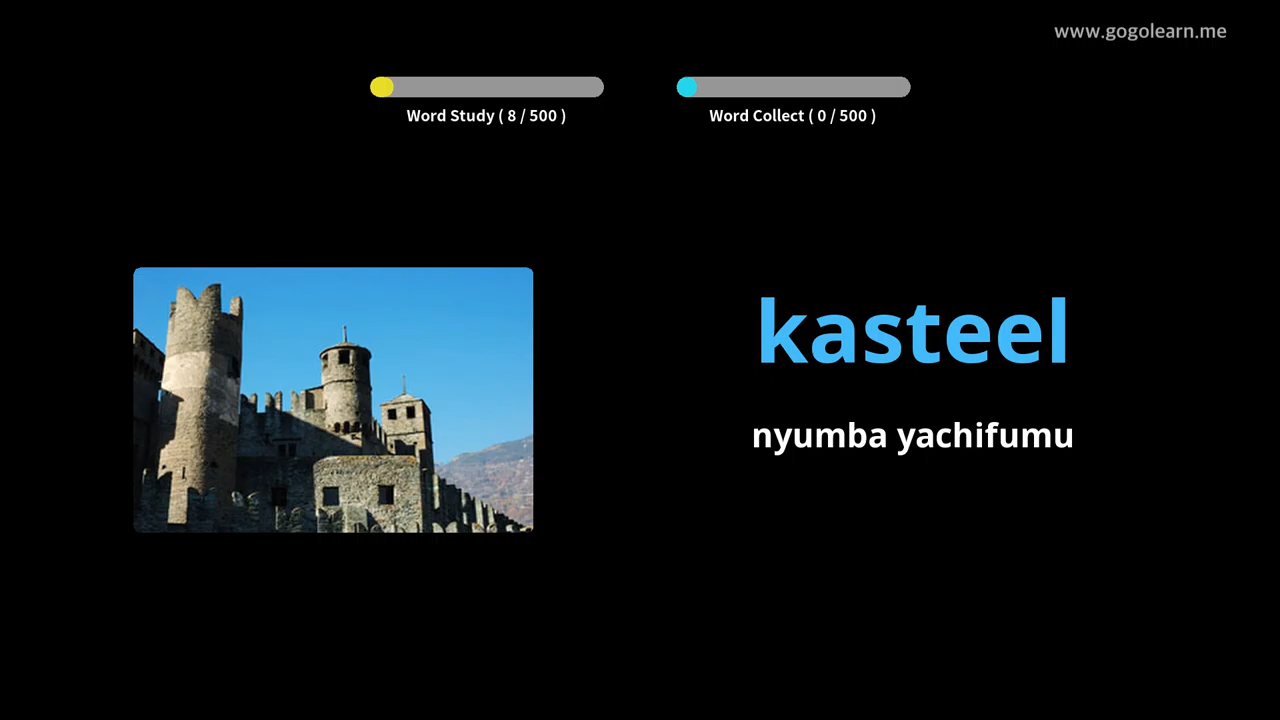 www.gogolearn.me
Word Study ( 8 / 500 )
Word Collect ( 0 / 500 )
kasteel
nyumba yachifumu